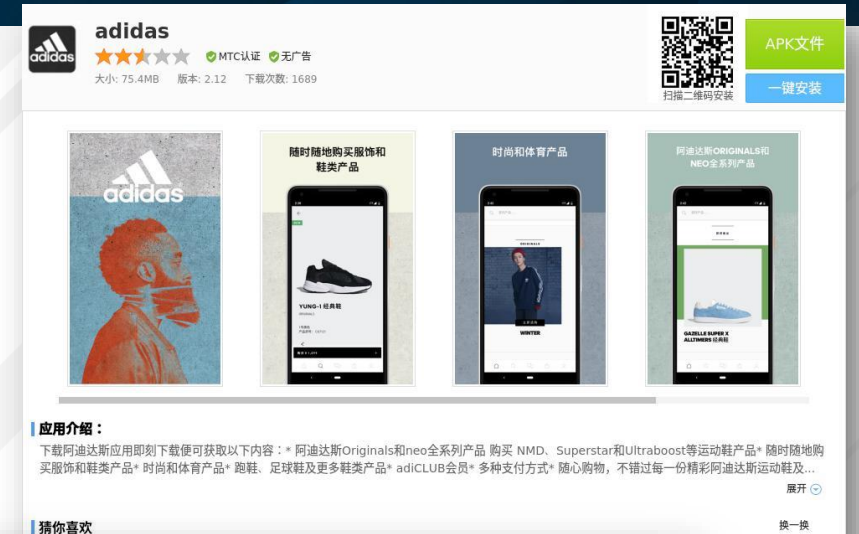 adidas
adidas
MTC认证
无广告
大小: 75.4MB
版本: 2.12
下载次数: 1689
扫描二维码安装
APK文件
一键安装
adidas
随时随地购买服饰和
鞋类产品
YUNG-1 经典鞋
时尚和体育产品
ORIGINALS
WINTER
阿迪达斯ORIGINALS和
NEO全系列产品
GAZELLE SUPER X
ALLTIMERS 经典鞋
应用介绍：
下载阿迪达斯应用即刻下载便可获取以下内容：* 阿迪达斯Originals和neo全系列产品 购买 NMD、Superstar和Ultraboost等运动鞋产品* 随时随地购
买服饰和鞋类产品* 时尚和体育产品* 跑鞋、足球鞋及更多鞋类产品* adiCLUB会员* 多种支付方式* 随心购物，不错过每一份精彩阿迪达斯运动鞋及...
展开
猜你喜欢
换一换